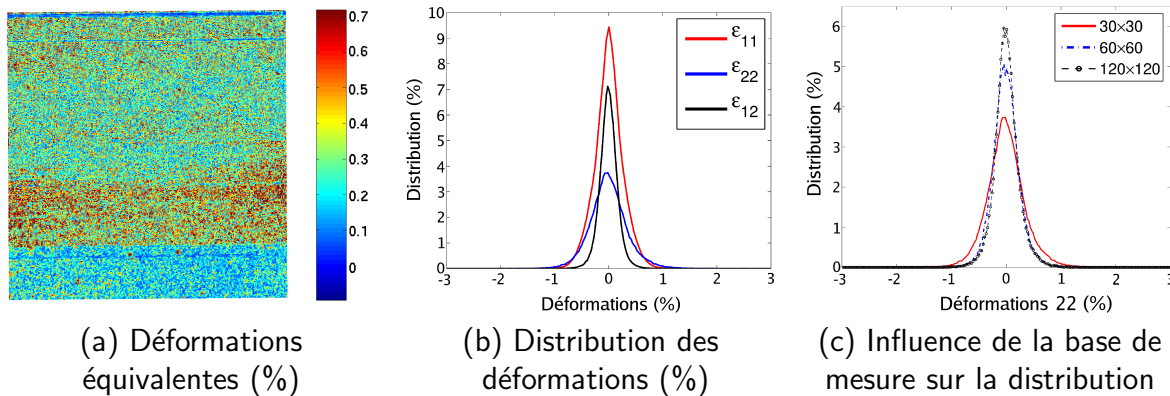 0.7
0.6
0.5
0.4
0.3
0.2
0.1
0
(a) Déformations
équivalentes (%)
10
9
8
7
6
5
4
3
2
1
0
Distribution (%)
-3 -2 -1 0 1 2 3
Déformations (%)
ε11
ε22
ε12
(b) Distribution des
déformations (%)
6
5
4
3
2
1
0
Distribution (%)
-3 -2 -1 0 1 2 3
Déformations 22 (%)
30×30
60×60
120×120
(c) Influence de la base de
mesure sur la distribution